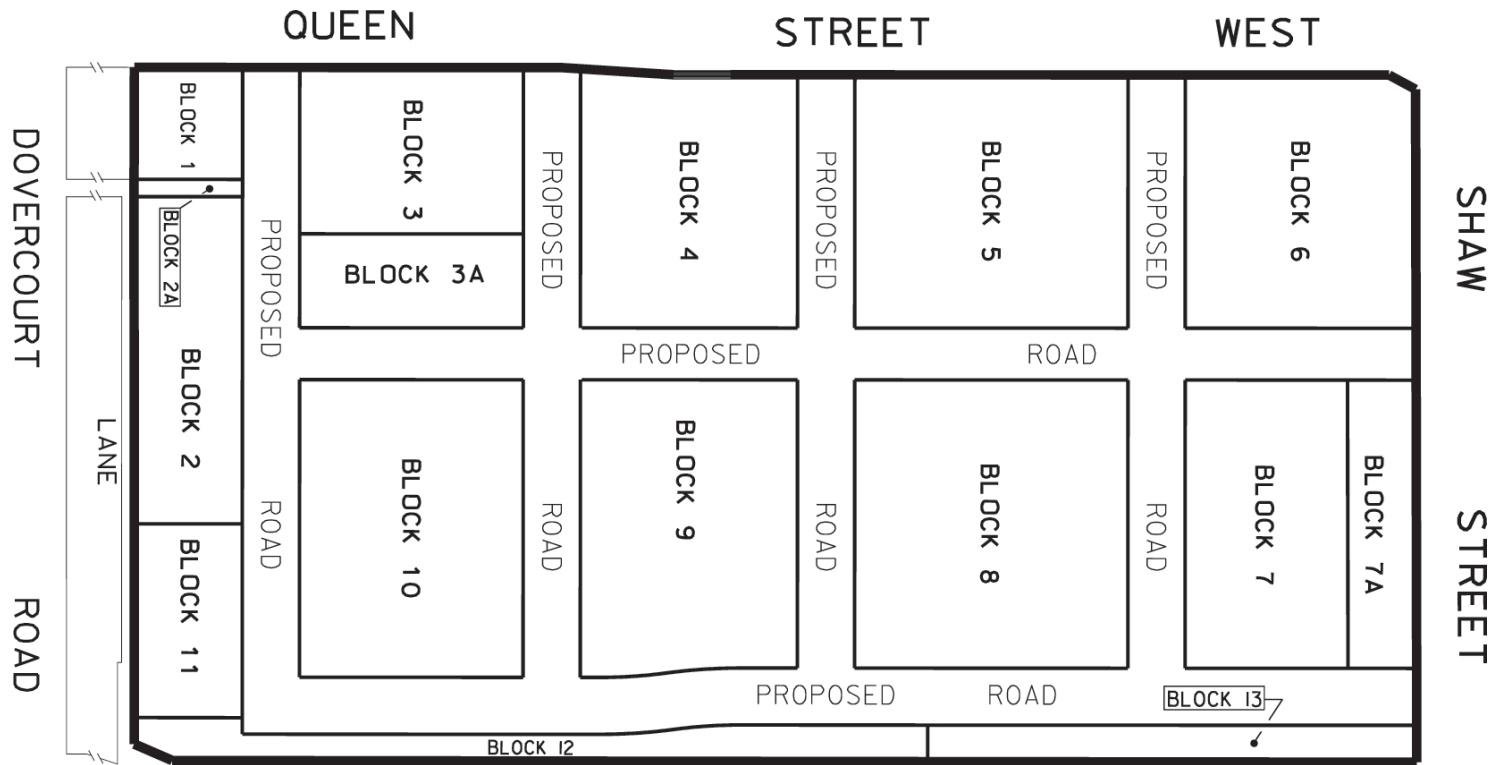 QUEEN STREET WEST
DOVERCOURT ROAD
LANE
SHAW STREET
BLOCK 1
BLOCK 2A
BLOCK 2
BLOCK 11
PROPOSED ROAD
BLOCK 3
BLOCK 3A
PROPOSED ROAD
BLOCK 4
PROPOSED ROAD
BLOCK 5
PROPOSED ROAD
BLOCK 6
PROPOSED ROAD
BLOCK 10
BLOCK 9
BLOCK 8
BLOCK 7
BLOCK 7A
PROPOSED ROAD
BLOCK 13
BLOCK 12